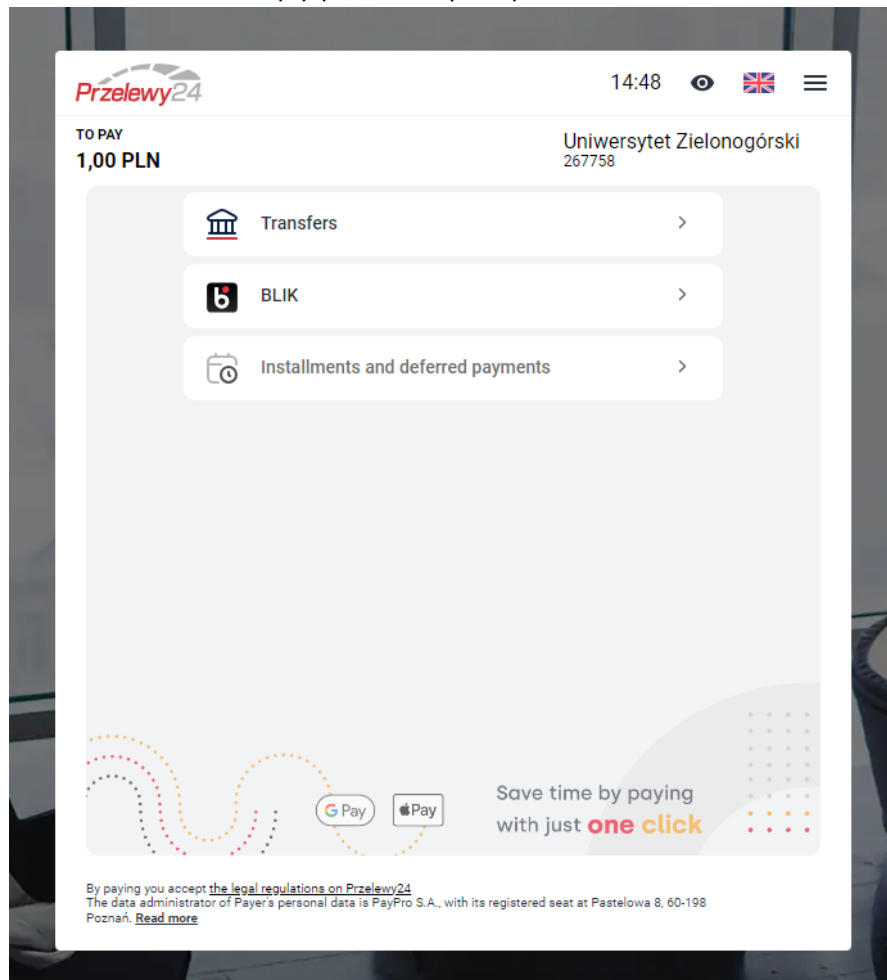 Przelewy24
14:48
TO PAY
1,00 PLN
Uniwersytet Zielonogórski
267758
Transfers
BLIK
Installments and deferred payments
G Pay
Pay
Save time by paying
with just one click
By paying you accept the legal regulations on Przelewy24
The data administrator of Payer's personal data is PayPro S.A., with its registered seat at Pastelowa 8, 60-198
Poznań. Read more